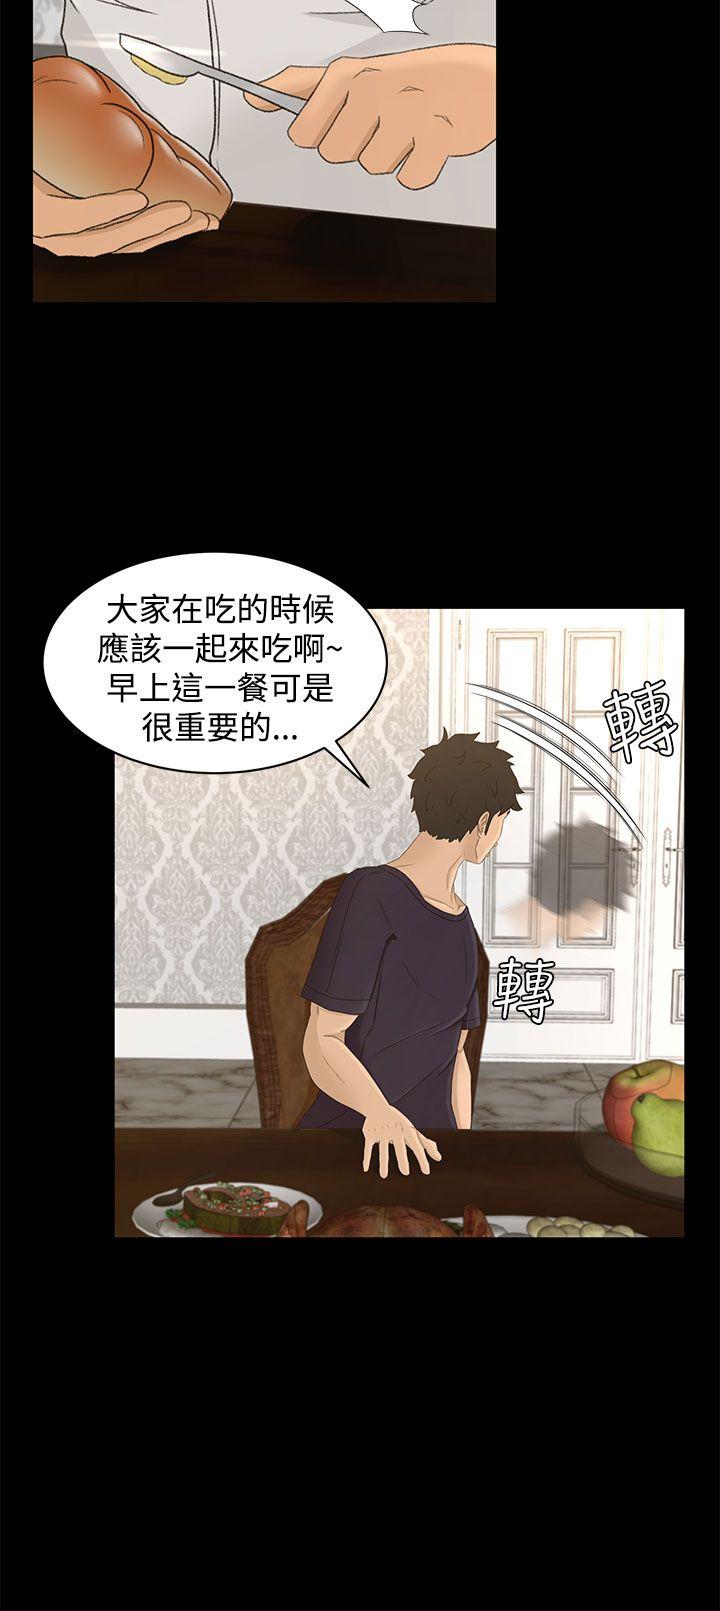 大家在吃的時候
應該一起來吃啊~
早上這一餐可是
很重要的...
轉
轉